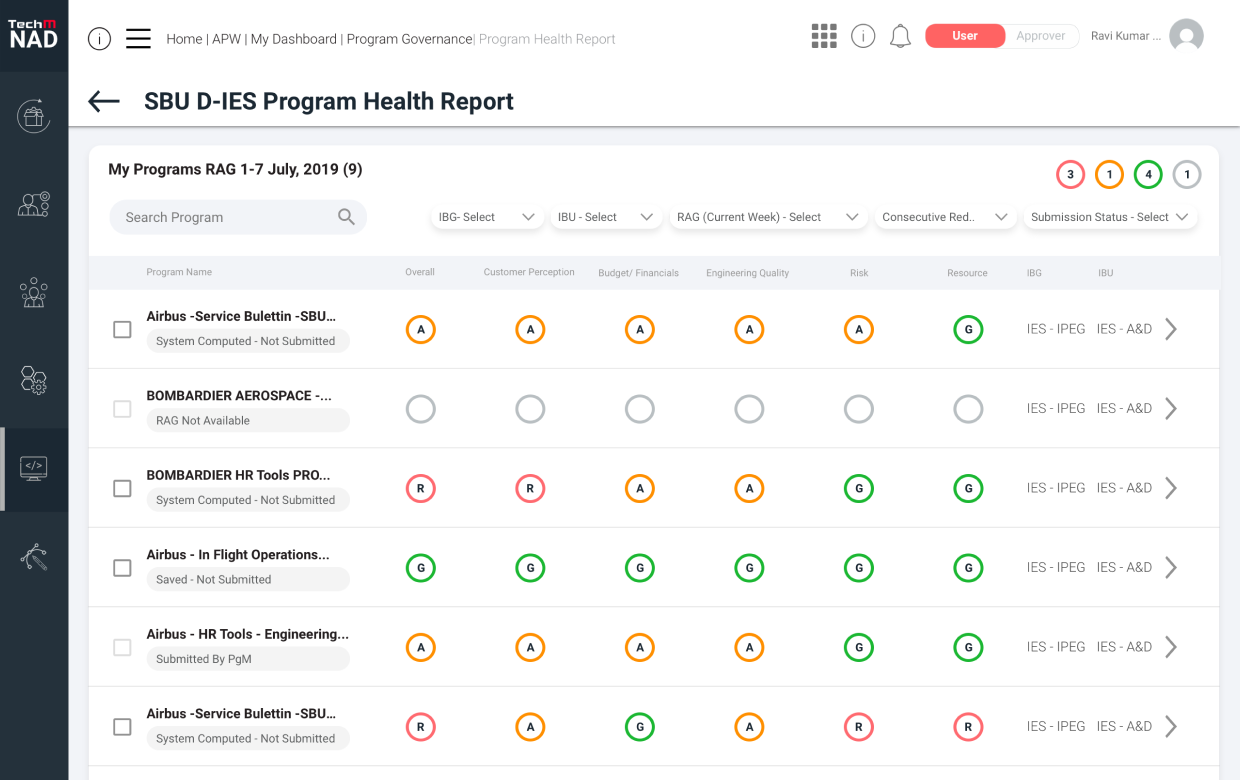 TechM
NAD
i
Home | APW | My Dashboard | Program Governance| Program Health Report
i
User
Approver
Ravi Kumar ...
SBU D-IES Program Health Report
My Programs RAG 1-7 July, 2019 (9)
3 1 4 1
Search Program
IBG- Select
IBU - Select
RAG (Current Week) - Select
Consecutive Red..
Submission Status - Select
Program Name Overall Customer Perception Budget/ Financials Engineering Quality Risk Resource IBG IBU
Airbus -Service Bulettin -SBU...
System Computed - Not Submitted
A A A A A G IES - IPEG IES - A&D
BOMBARDIER AEROSPACE -...
RAG Not Available
IES - IPEG IES - A&D
BOMBARDIER HR Tools PRO...
System Computed - Not Submitted
R R A A G G IES - IPEG IES - A&D
Airbus - In Flight Operations...
Saved - Not Submitted
G G G G G G IES - IPEG IES - A&D
Airbus - HR Tools - Engineering...
Submitted By PgM
A A A A G G IES - IPEG IES - A&D
Airbus -Service Bulettin -SBU...
System Computed - Not Submitted
R A G A R R IES - IPEG IES - A&D